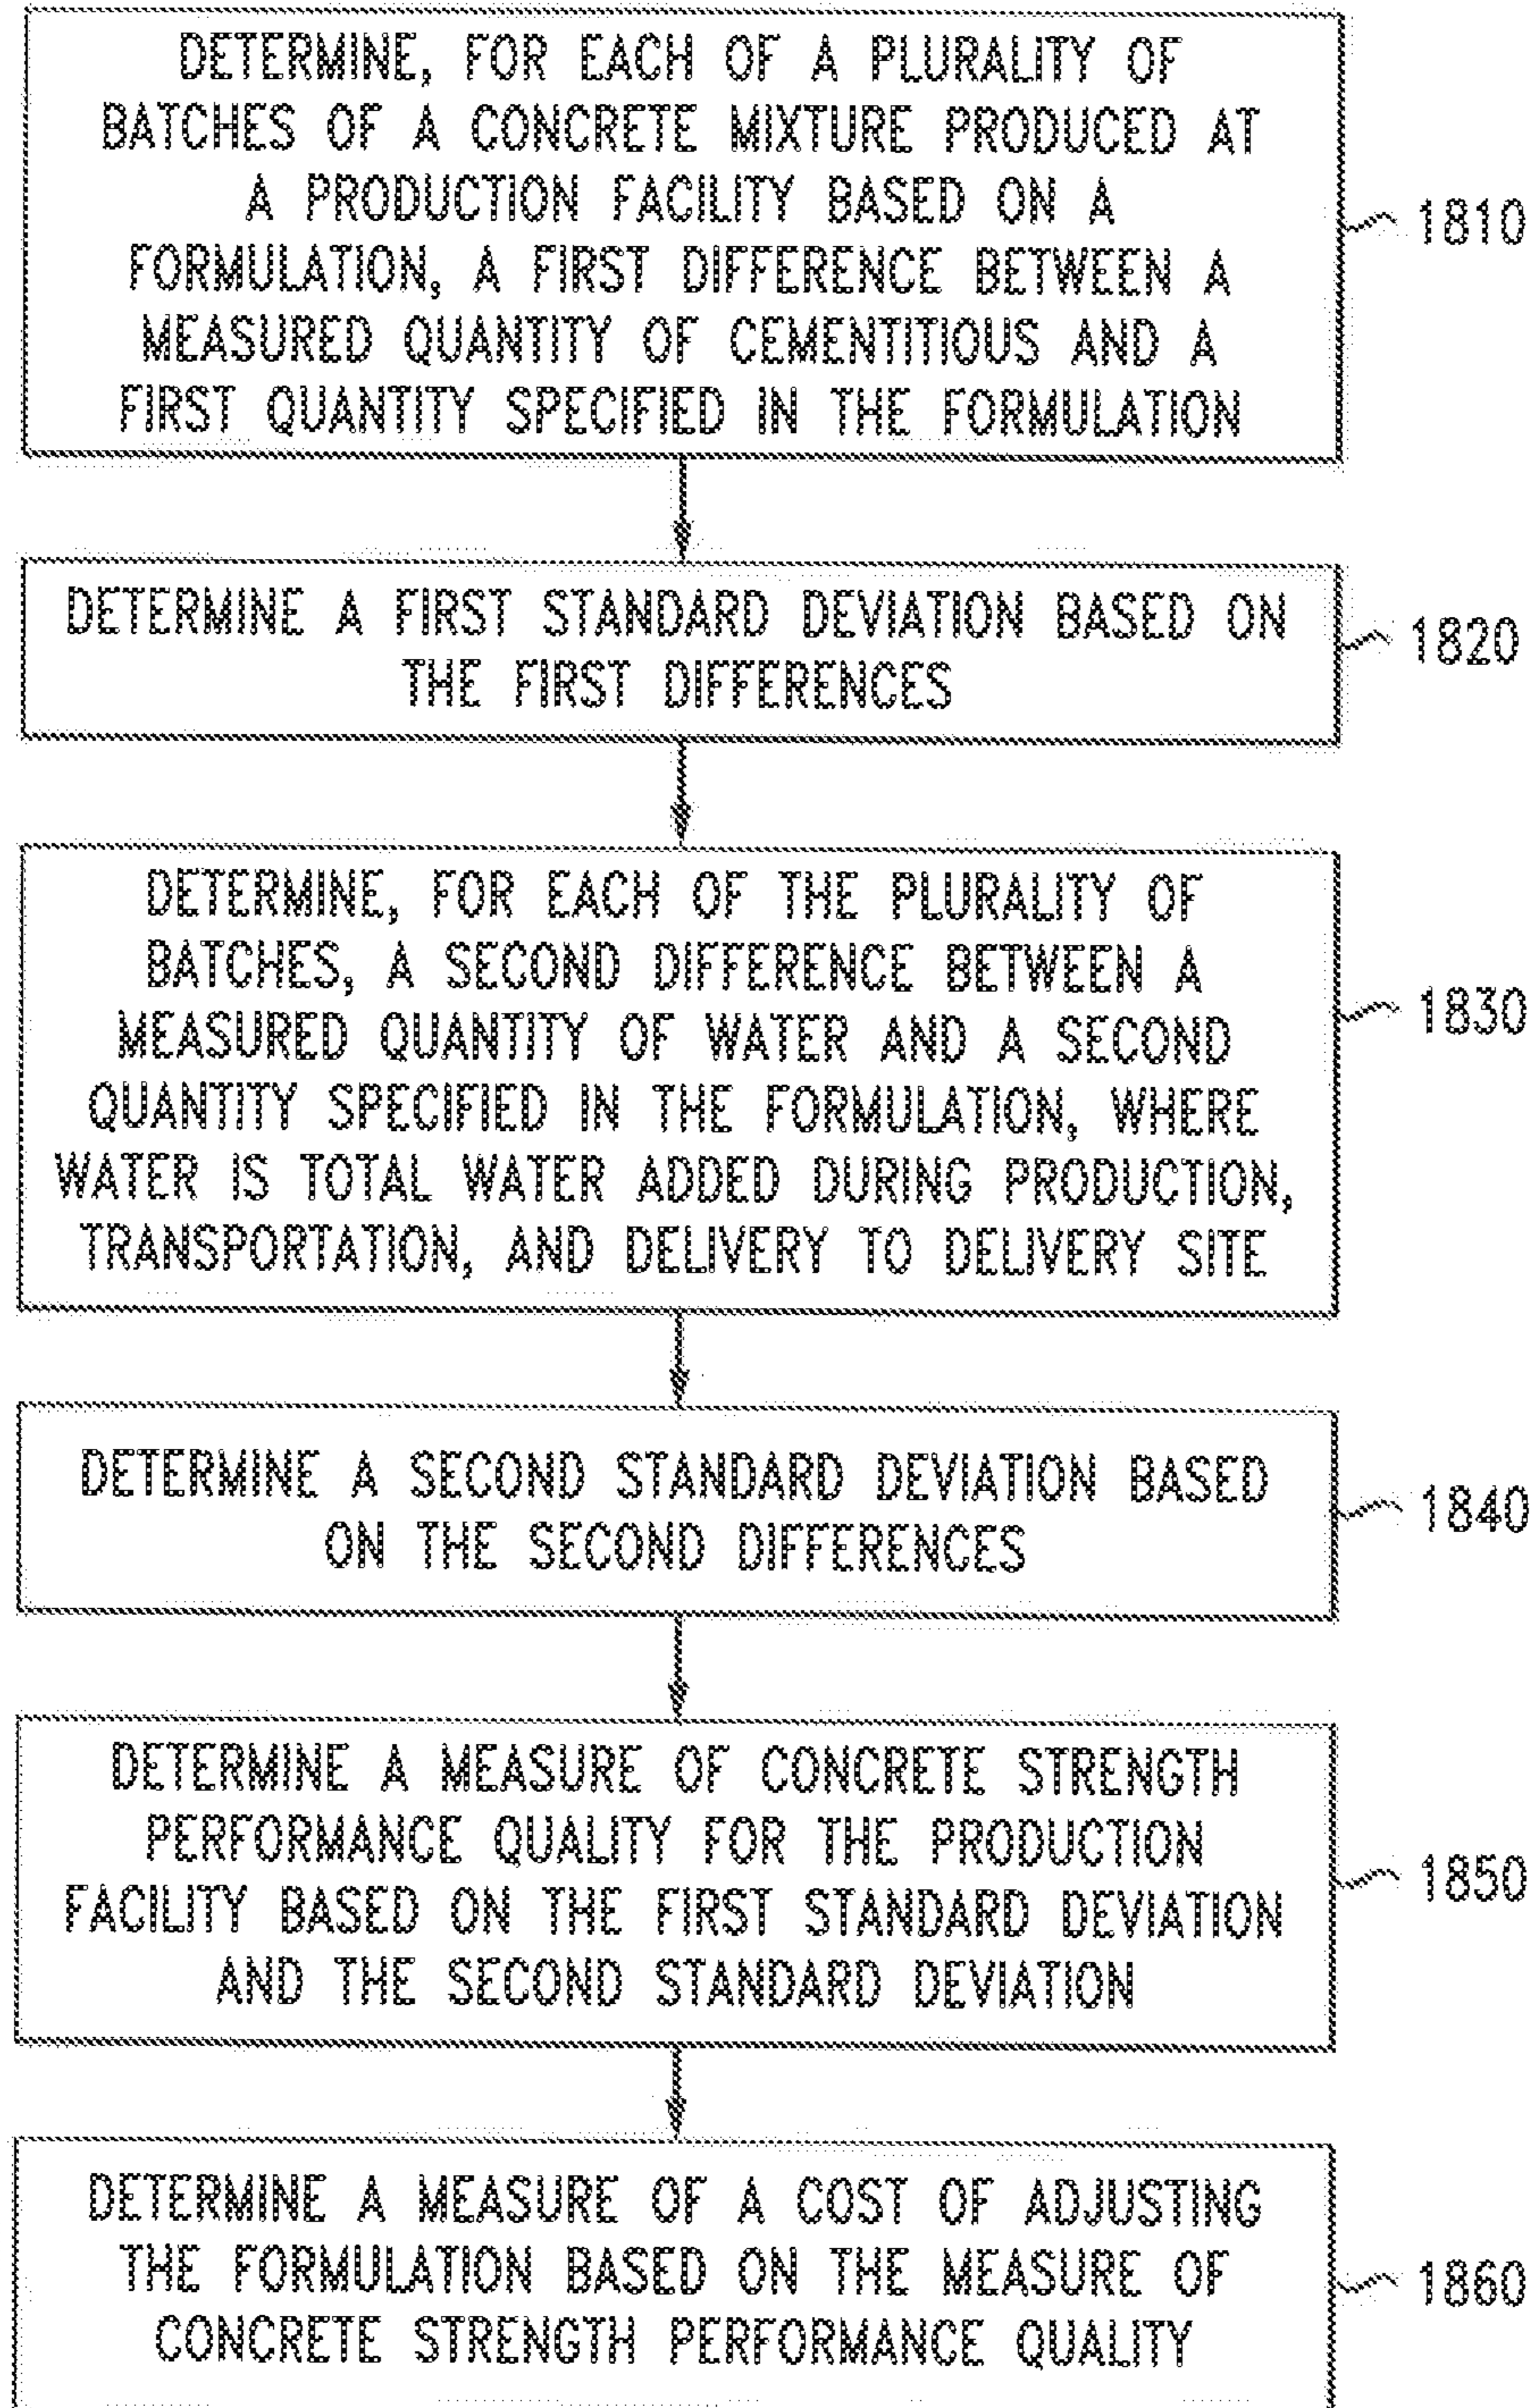 DETERMINE, FOR EACH OF A PLURALITY OF
BATCHES OF A CONCRETE MIXTURE PRODUCED AT
A PRODUCTION FACILITY BASED ON A
FORMULATION, A FIRST DIFFERENCE BETWEEN A
MEASURED QUANTITY OF CEMENTITIOUS AND A
FIRST QUANTITY SPECIFIED IN THE FORMULATION
1810
DETERMINE A FIRST STANDARD DEVIATION BASED ON
THE FIRST DIFFERENCES
1820
DETERMINE, FOR EACH OF THE PLURALITY OF
BATCHES, A SECOND DIFFERENCE BETWEEN A
MEASURED QUANTITY OF WATER AND A SECOND
QUANTITY SPECIFIED IN THE FORMULATION, WHERE
WATER IS TOTAL WATER ADDED DURING PRODUCTION,
TRANSPORTATION, AND DELIVERY TO DELIVERY SITE
1830
DETERMINE A SECOND STANDARD DEVIATION BASED
ON THE SECOND DIFFERENCES
1840
DETERMINE A MEASURE OF CONCRETE STRENGTH
PERFORMANCE QUALITY FOR THE PRODUCTION
FACILITY BASED ON THE FIRST STANDARD DEVIATION
AND THE SECOND STANDARD DEVIATION
1850
DETERMINE A MEASURE OF A COST OF ADJUSTING
THE FORMULATION BASED ON THE MEASURE OF
CONCRETE STRENGTH PERFORMANCE QUALITY
1860